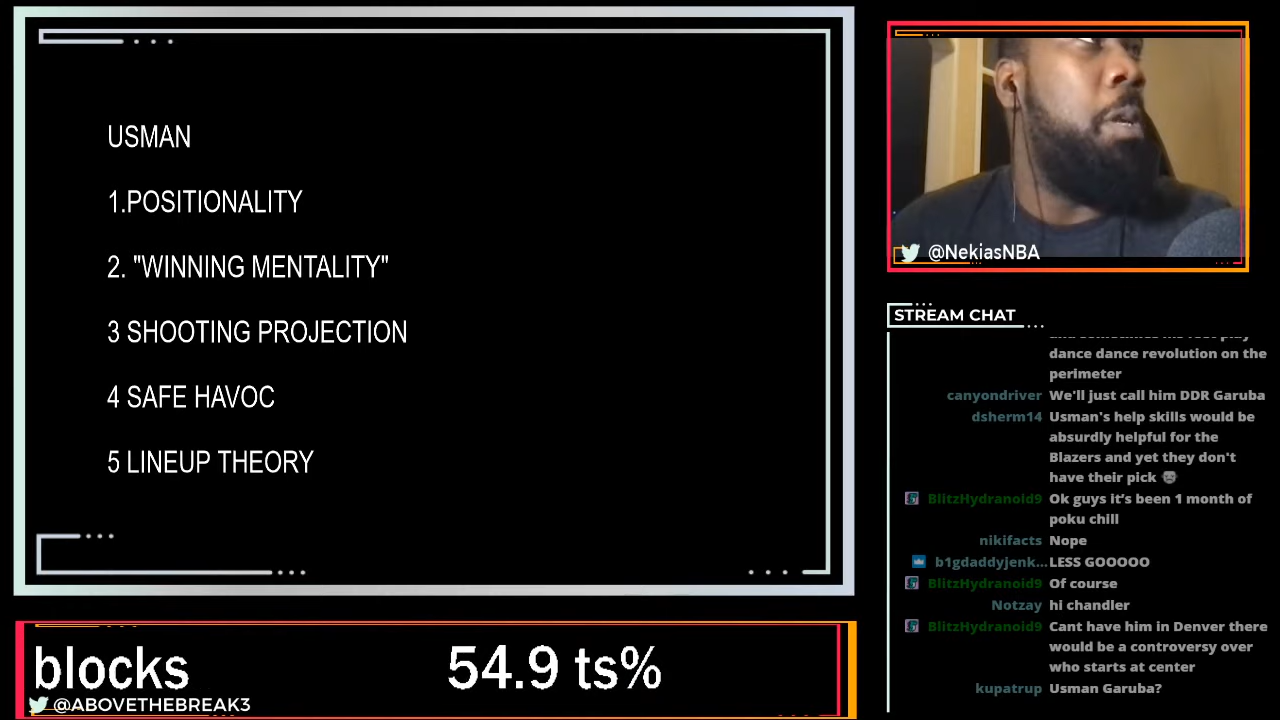 USMAN
1.POSITIONALITY
2. "WINNING MENTALITY"
3 SHOOTING PROJECTION
4 SAFE HAVOC
5 LINEUP THEORY
blocks 54.9 ts%
@ABOVETHEBREAK3
@NekiasNBA
STREAM CHAT
dance dance revolution on the
perimeter
canyondriver We'll just call him DDR Garuba
dsherm14 Usman's help skills would be
absurdly helpful for the
Blazers and yet they don't
have their pick
BlitzHydranoid9 Ok guys it's been 1 month of
poku chill
nikifacts Nope
b1gdaddyjenk... LESS GOOOOO
BlitzHydranoid9 Of course
Notzay hi chandler
BlitzHydranoid9 Cant have him in Denver there
would be a controversy over
who starts at center
kupatrup Usman Garuba?